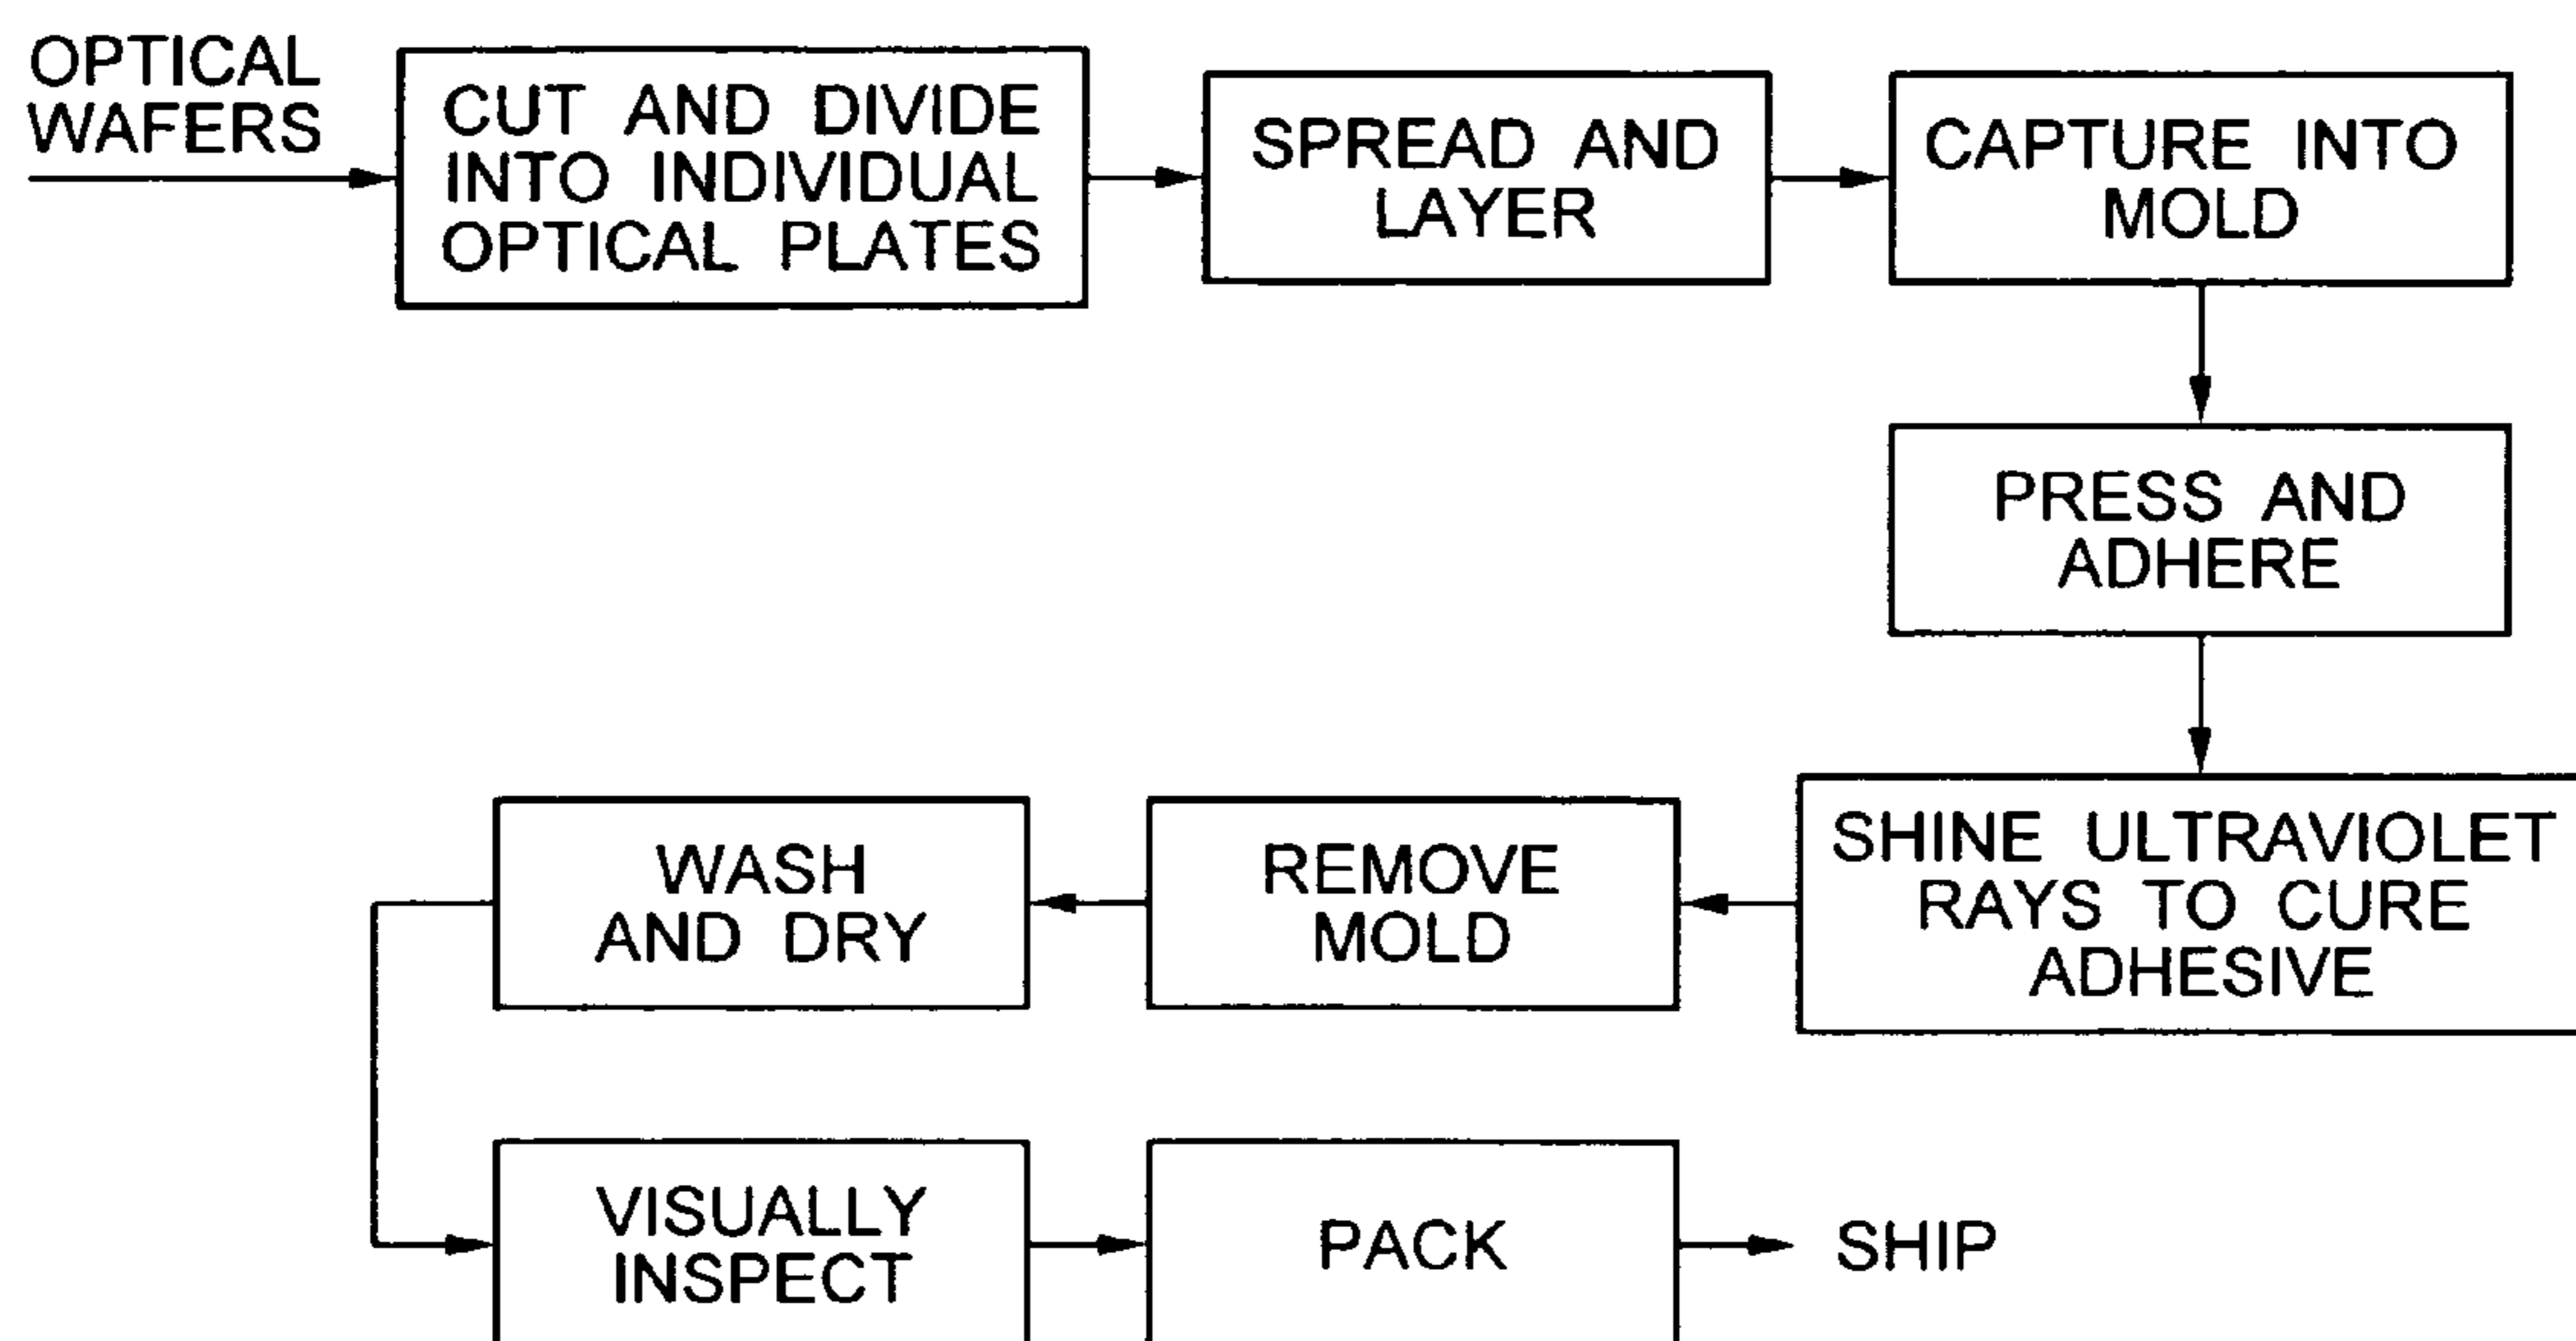 OPTICAL
WAFERS
CUT AND DIVIDE
INTO INDIVIDUAL
OPTICAL PLATES
SPREAD AND
LAYER
CAPTURE INTO
MOLD
PRESS AND
ADHERE
SHINE ULTRAVIOLET
RAYS TO CURE
ADHESIVE
REMOVE
MOLD
WASH
AND DRY
VISUALLY
INSPECT
PACK
SHIP